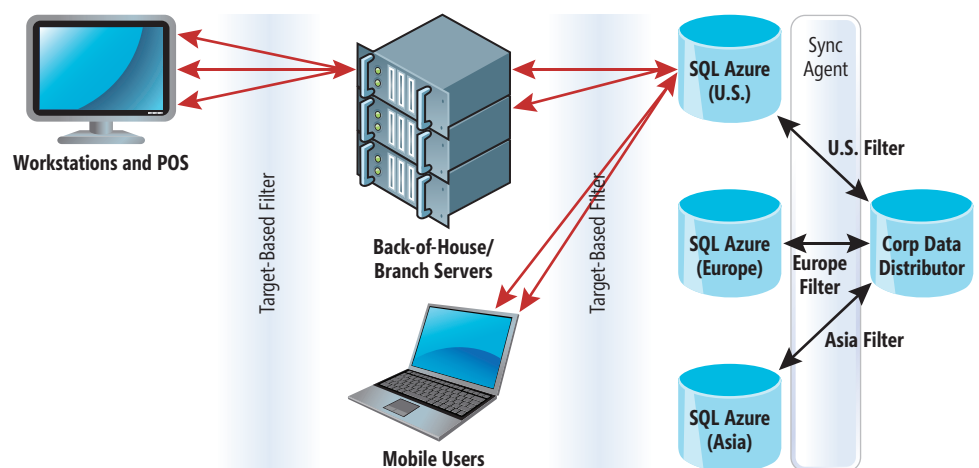 Workstations and POS
Target-Based Filter
Back-of-House/
Branch Servers
Mobile Users
Target-Based Filter
SQL Azure
(U.S.)
SQL Azure
(Europe)
SQL Azure
(Asia)
Sync
Agent
U.S. Filter
Europe
Filter
Asia Filter
Corp Data
Distributor